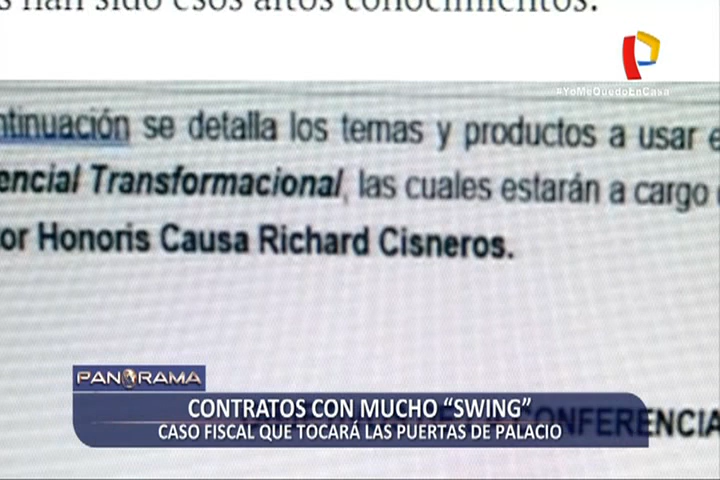 han sido esos altos conocimientos.
#YoMeQuedoEnCasa
ntinuación se detalla los temas y productos a usar e
encial Transformacional, las cuales estarán a cargo
or Honoris Causa Richard Cisneros.
PANORAMA
CONTRATOS CON MUCHO “SWING”
CASO FISCAL QUE TOCARÁ LAS PUERTAS DE PALACIO
NFERENCIA